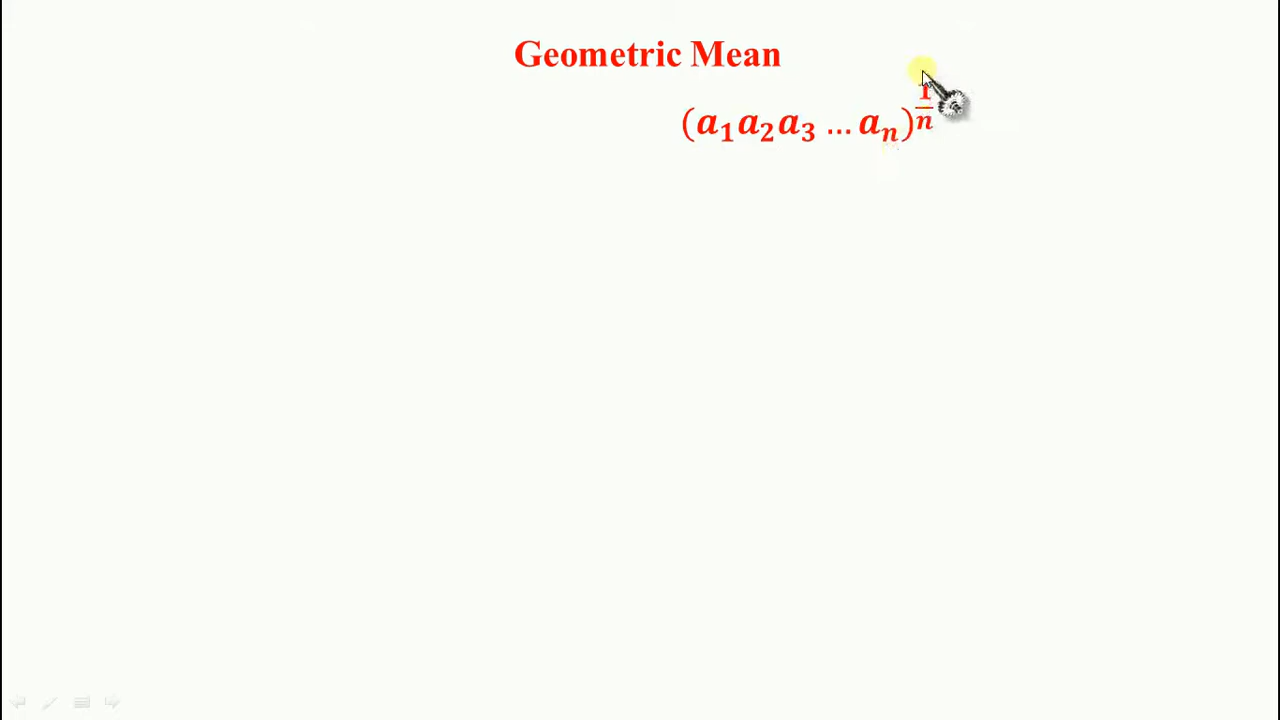 Geometric Mean
(a₁a₂a₃ … aₙ)^(1/n)